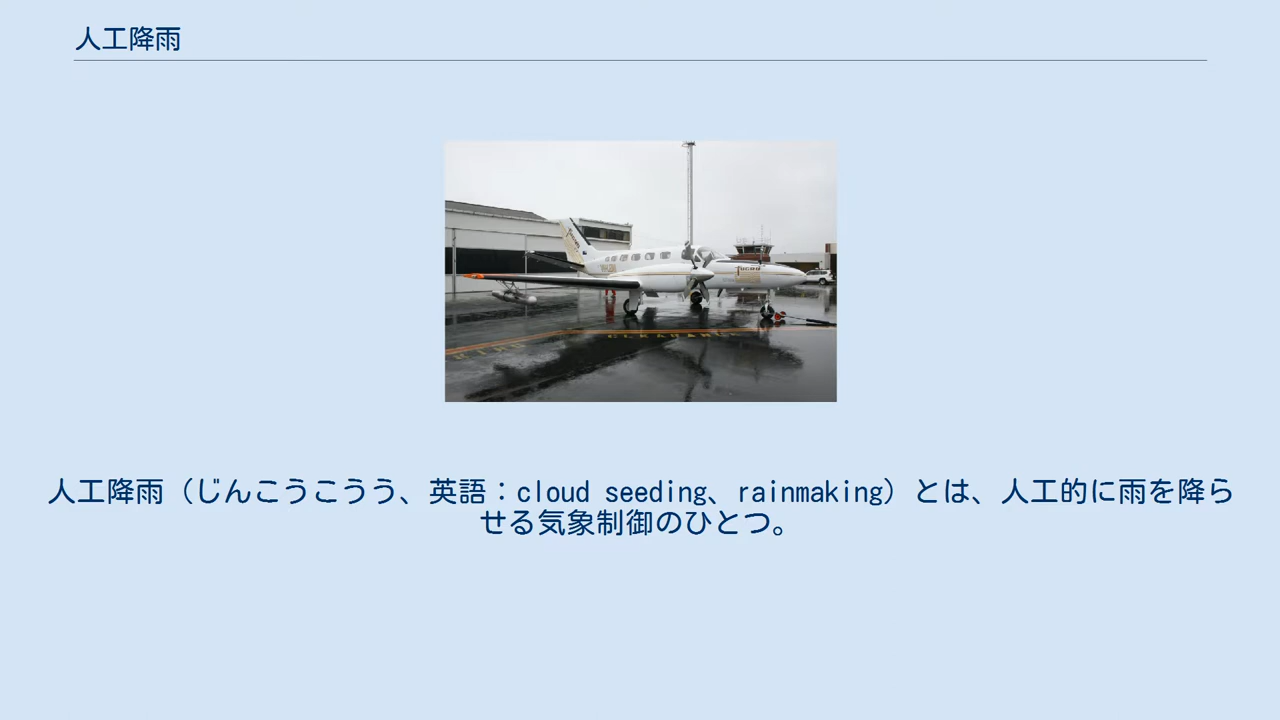 人工降雨
人工降雨（じんこうこうう、英語：cloud seeding、rainmaking）とは、人工的に雨を降ら
せる気象制御のひとつ。